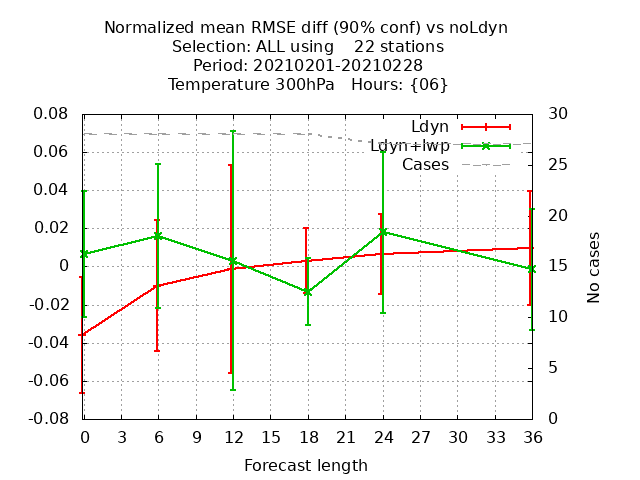 Normalized mean RMSE diff (90% conf) vs noLdyn
Selection: ALL using 22 stations
Period: 20210201-20210228
Temperature 300hPa Hours: {06}
0.08
0.06
0.04
0.02
0
-0.02
-0.04
-0.06
-0.08
Ldyn
Ldyn+lwp
Cases
30
25
20
15
10
5
0
No cases
0 3 6 9 12 15 18 21 24 27 30 33 36
Forecast length